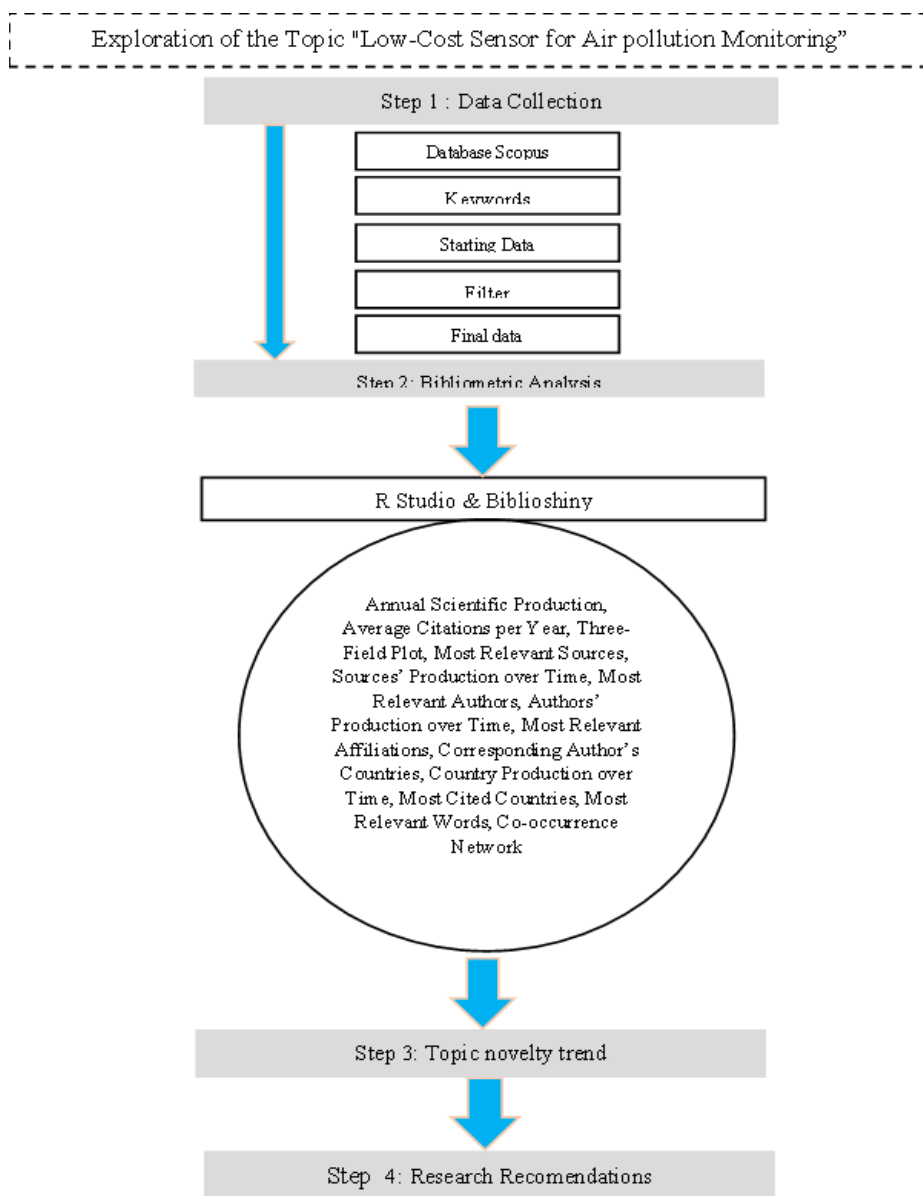 Exploration of the Topic "Low-Cost Sensor for Air pollution Monitoring”
Step 1 : Data Collection
Database Scopus
Keywords
Starting Data
Filter
Final data
Step 2: Bibliometric Analysis
R Studio & Biblioshiny
Annual Scientific Production,
Average Citations per Year, Three-
Field Plot, Most Relevant Sources,
Sources’ Production over Time, Most
Relevant Authors, Authors’
Production over Time, Most Relevant
Affiliations, Corresponding Author’s
Countries, Country Production over
Time, Most Cited Countries, Most
Relevant Words, Co-occurrence
Network
Step 3: Topic novelty trend
Step 4: Research Recomendations